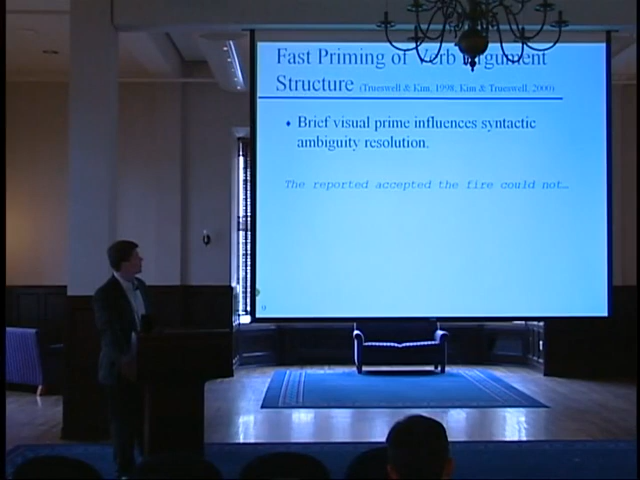 Fast Priming of Verb Argument
Structure (Trueswell & Kim, 1998, Kim & Trueswell, 2000)
♦ Brief visual prime influences syntactic
ambiguity resolution.
The reported accepted the fire could not…